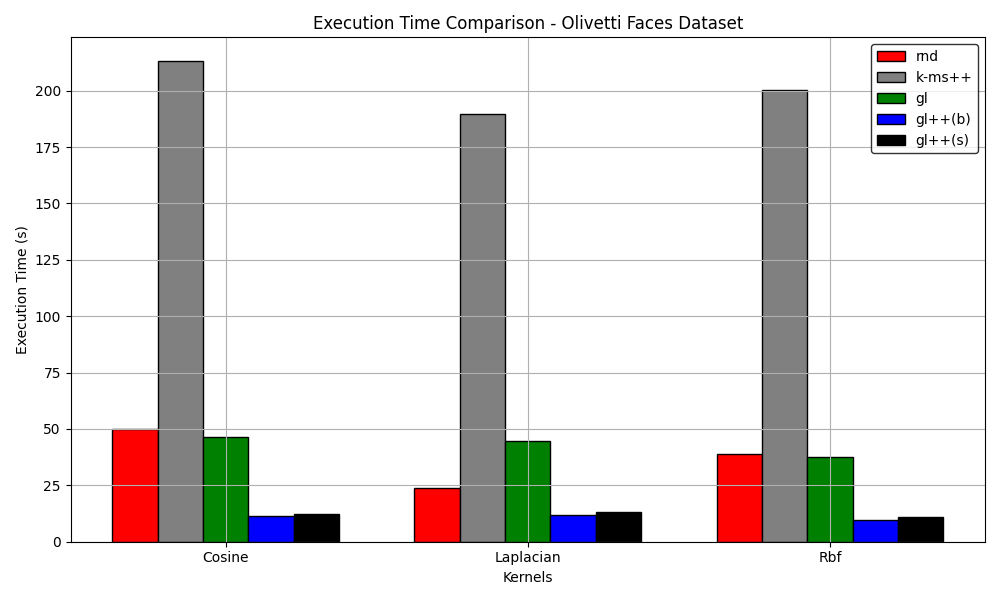 Execution Time Comparison - Olivetti Faces Dataset
Execution Time (s)
200
175
150
125
100
75
50
25
0
rnd
k-ms++
gl
gl++(b)
gl++(s)
Cosine
Laplacian
Rbf
Kernels